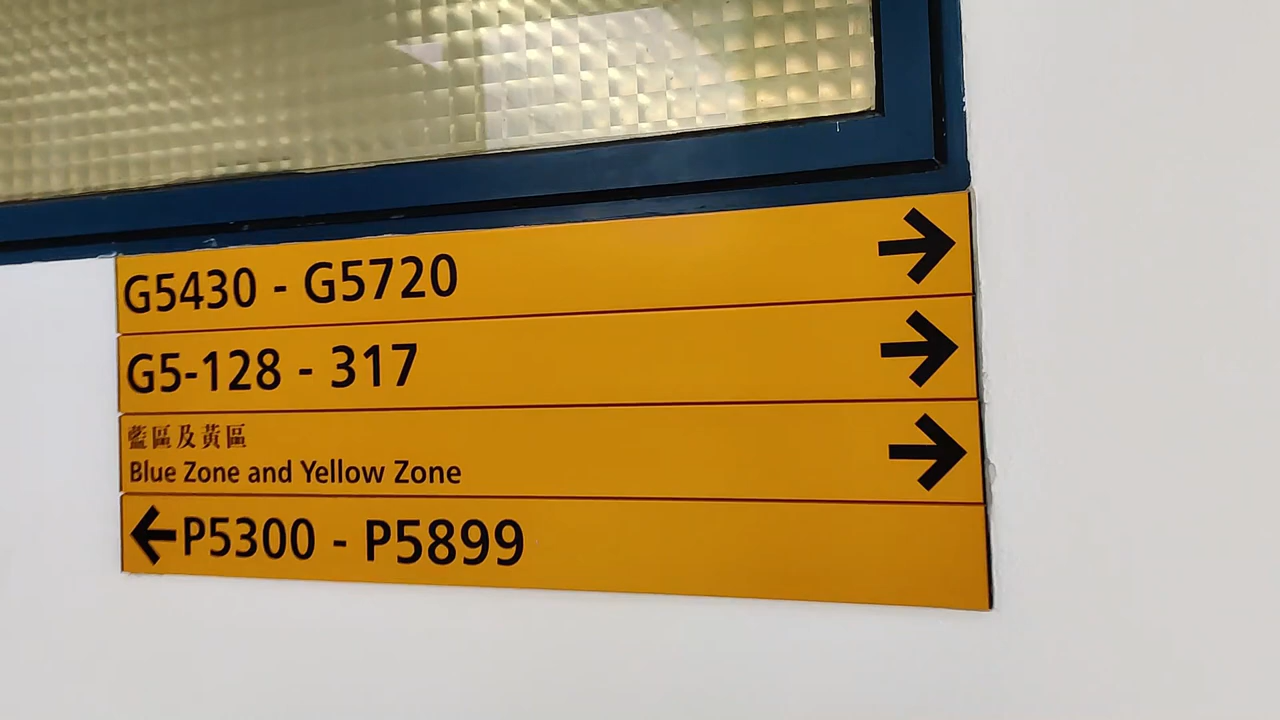 G5430 - G5720 →
G5-128 - 317 →
藍區及黃區
Blue Zone and Yellow Zone →
← P5300 - P5899